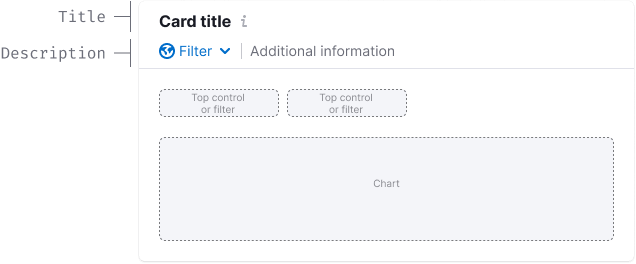 Title
Card title i
Description
Filter Additional information
Top control
or filter
Top control
or filter
Chart